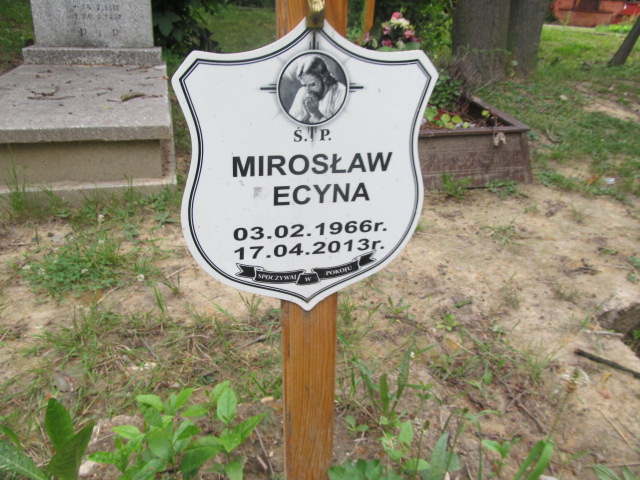 Ś. P.
MIROSŁAW
ECYNA
03.02.1966r.
17.04.2013r.
SPOCZYWAJ W POKOJU